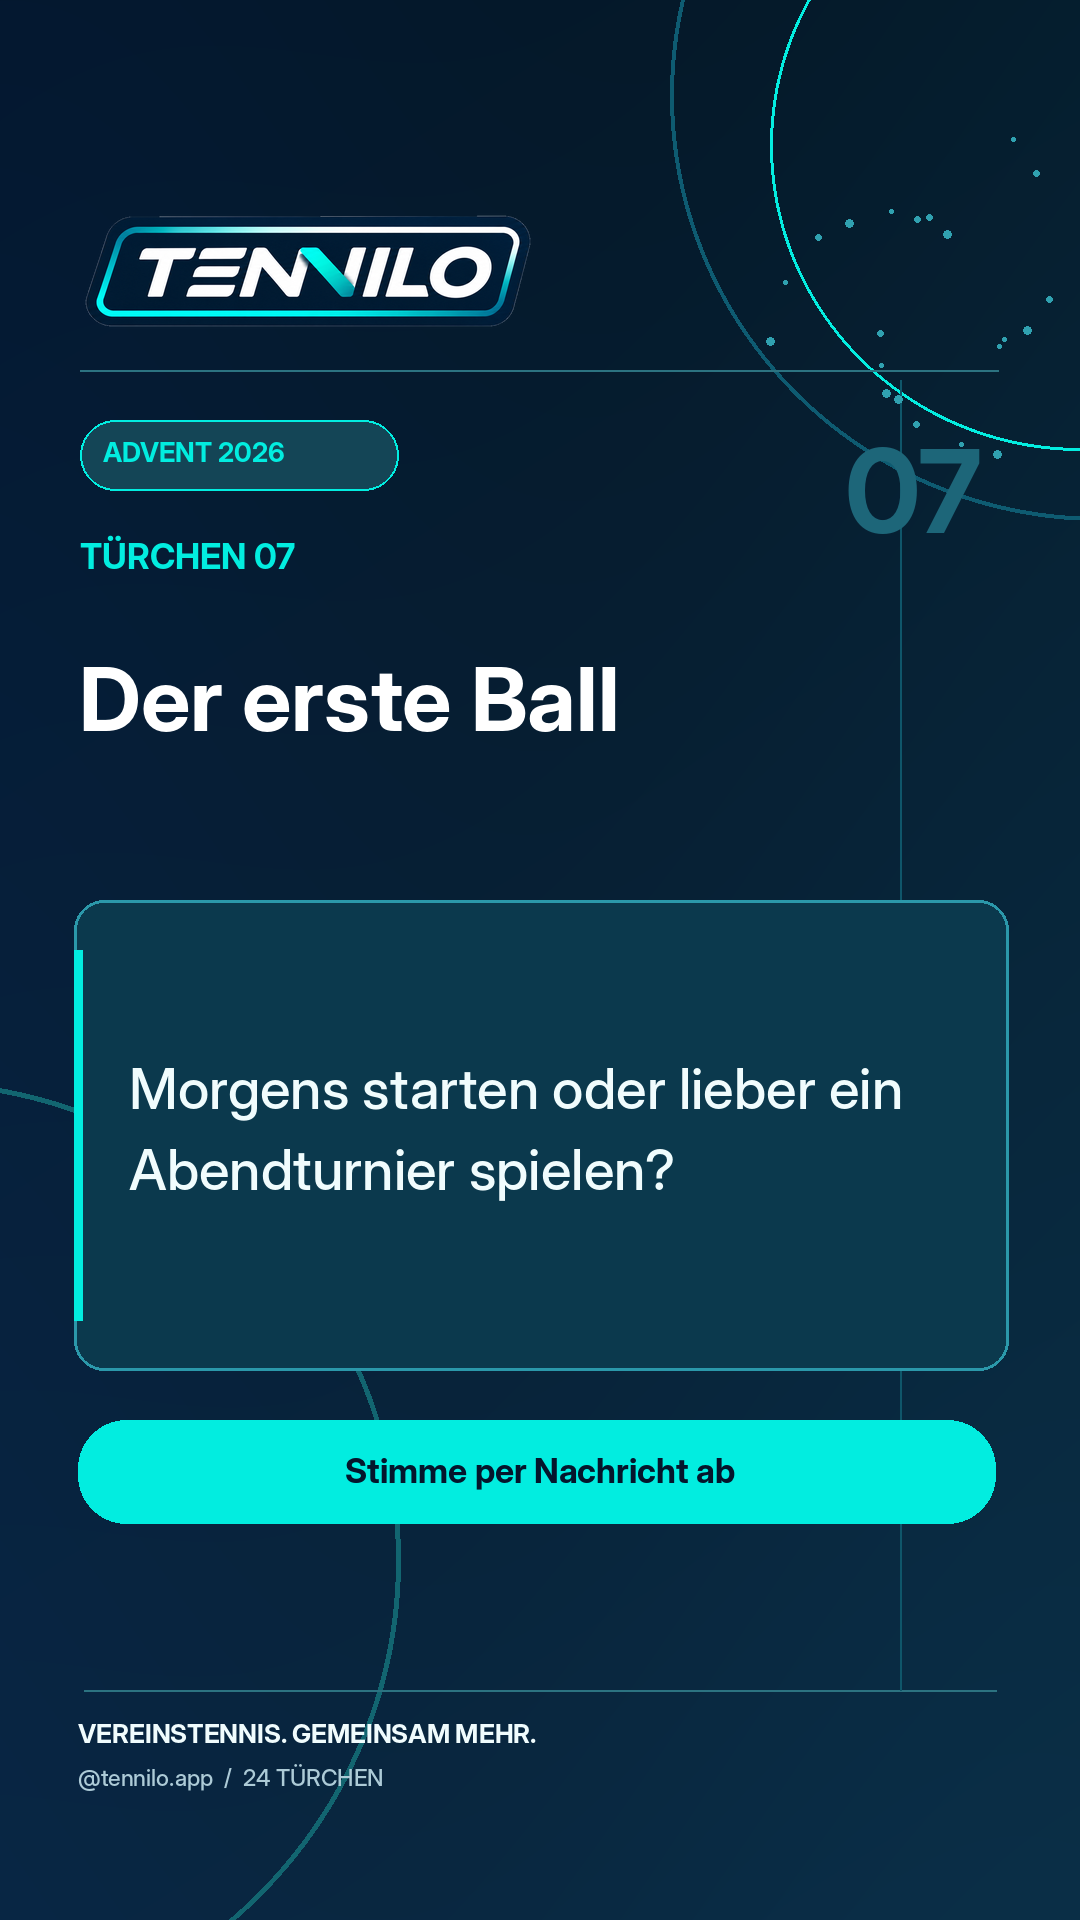 TENNILO
ADVENT 2026
07
TÜRCHEN 07
Der erste Ball
Morgens starten oder lieber ein
Abendturnier spielen?
Stimme per Nachricht ab
VEREINSTENNIS. GEMEINSAM MEHR.
@tennilo.app / 24 TÜRCHEN